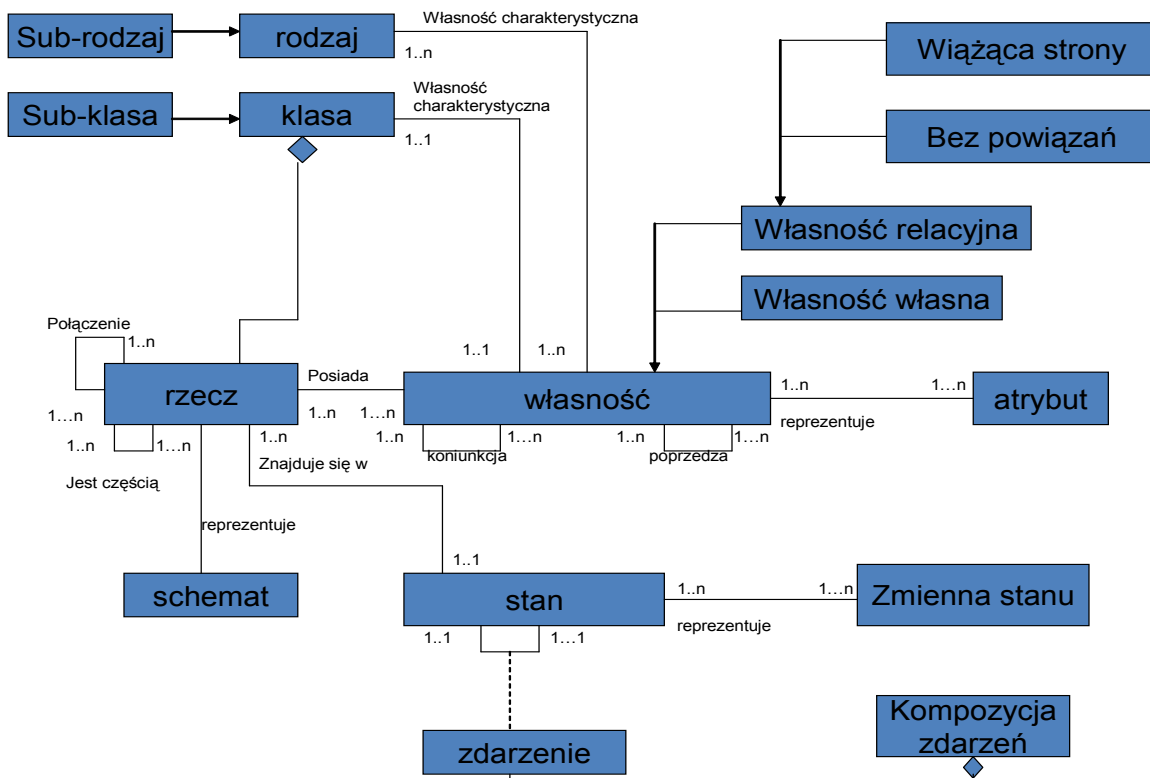 Sub-rodzaj
rodzaj
Własność charakterystyczna
1..n
Wiążąca strony
Sub-klasa
klasa
Własność
charakterystyczna
1..1
Bez powiązań
Własność relacyjna
Własność własna
Połączenie
1..n
1..1
1..n
rzecz
Posiada
własność
1..n
1…n
atrybut
reprezentuje
1…n
1..n
1…n
1..n
1…n
1..n
1..n
1…n
1..n
1…n
koniunkcja
poprzedza
Znajduje się w
Jest częścią
reprezentuje
1..1
schemat
stan
1..n
1…n
Zmienna stanu
reprezentuje
1..1
1…1
Kompozycja
zdarzeń
zdarzenie